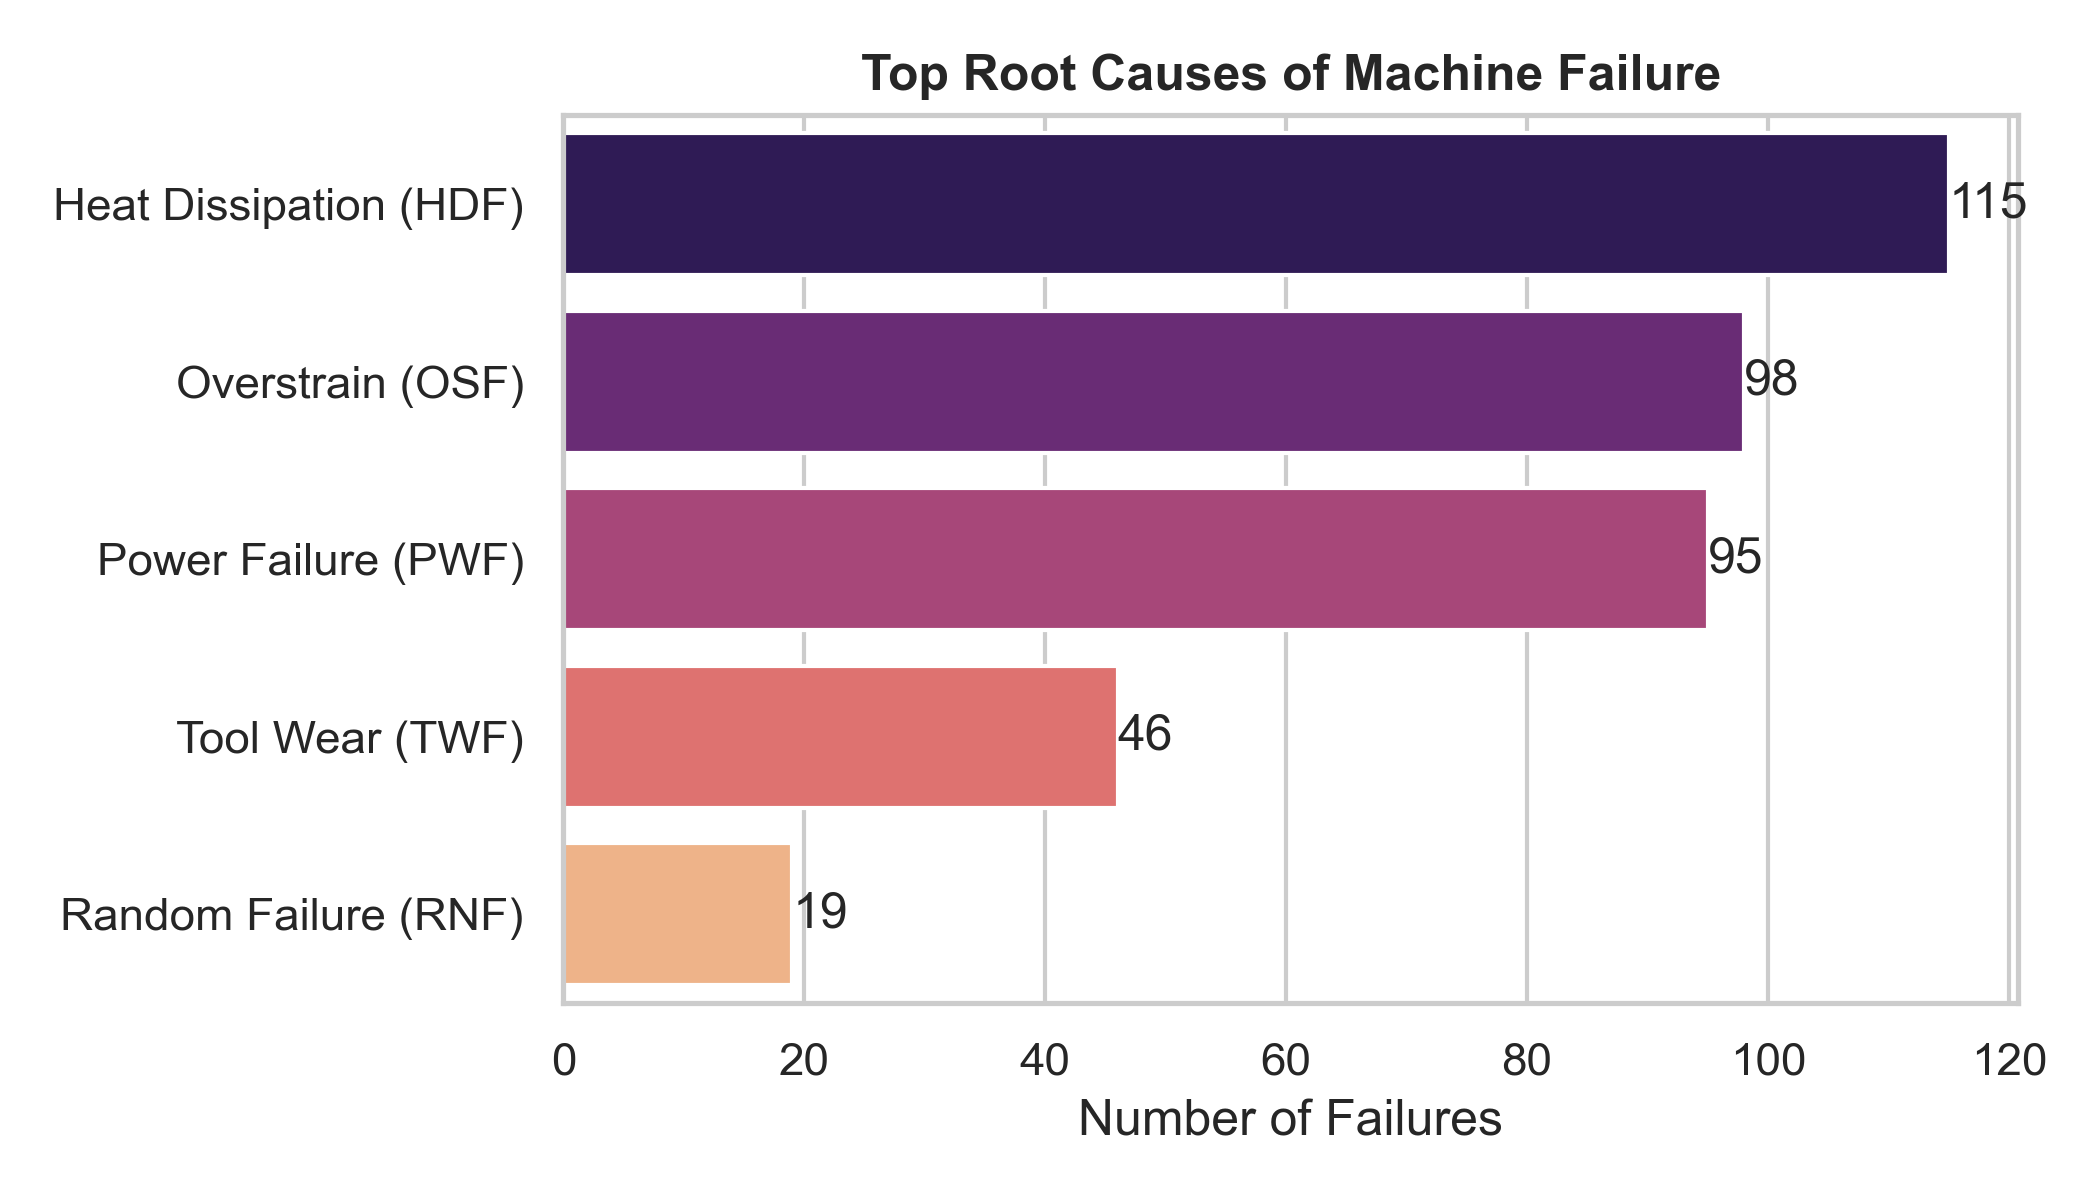 Top Root Causes of Machine Failure
Heat Dissipation (HDF) 115
Overstrain (OSF) 98
Power Failure (PWF) 95
Tool Wear (TWF) 46
Random Failure (RNF) 19
0 20 40 60 80 100 120
Number of Failures